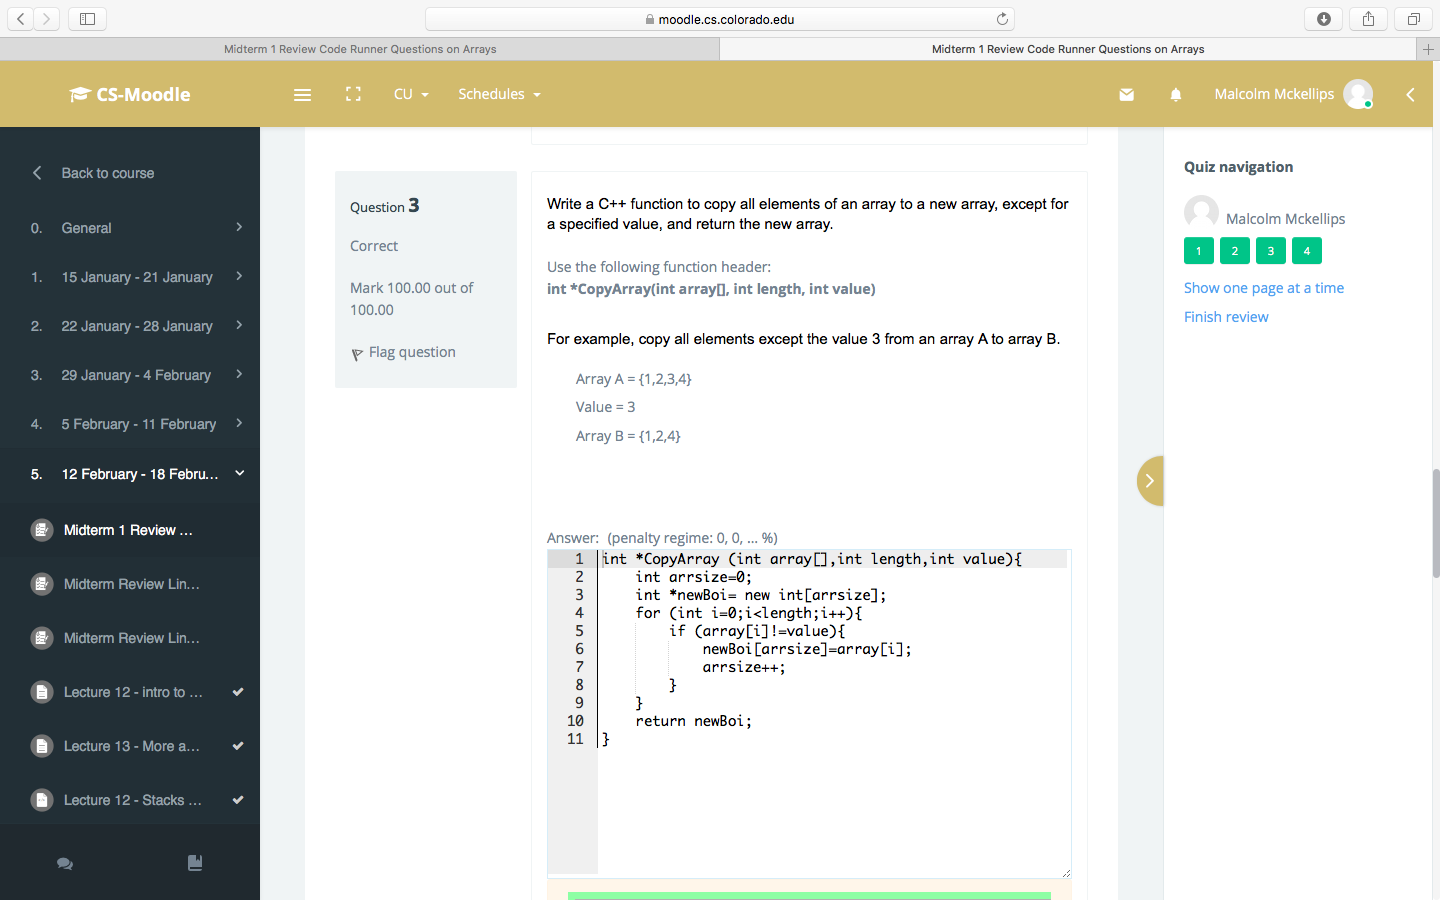 moodle.cs.colorado.edu
Midterm 1 Review Code Runner Questions on Arrays
Midterm 1 Review Code Runner Questions on Arrays
CS-Moodle
CU
Schedules
Malcolm Mckellips
Back to course
0. General
1. 15 January - 21 January
2. 22 January - 28 January
3. 29 January - 4 February
4. 5 February - 11 February
5. 12 February - 18 Febru...
Midterm 1 Review ...
Midterm Review Lin...
Midterm Review Lin...
Lecture 12 - intro to ...
Lecture 13 - More a...
Lecture 12 - Stacks ...
Question 3
Correct
Mark 100.00 out of
100.00
Flag question
Write a C++ function to copy all elements of an array to a new array, except for
a specified value, and return the new array.
Use the following function header:
int *CopyArray(int array[], int length, int value)
For example, copy all elements except the value 3 from an array A to array B.
Array A = {1,2,3,4}
Value = 3
Array B = {1,2,4}
Answer: (penalty regime: 0, 0, ... %)
1 int *CopyArray (int array[],int length,int value){
2 int arrsize=0;
3 int *newBoi= new int[arrsize];
4 for (int i=0;i<length;i++){
5 if (array[i]!=value){
6 newBoi[arrsize]=array[i];
7 arrsize++;
8 }
9 }
10 return newBoi;
11 }
Quiz navigation
Malcolm Mckellips
1 2 3 4
Show one page at a time
Finish review